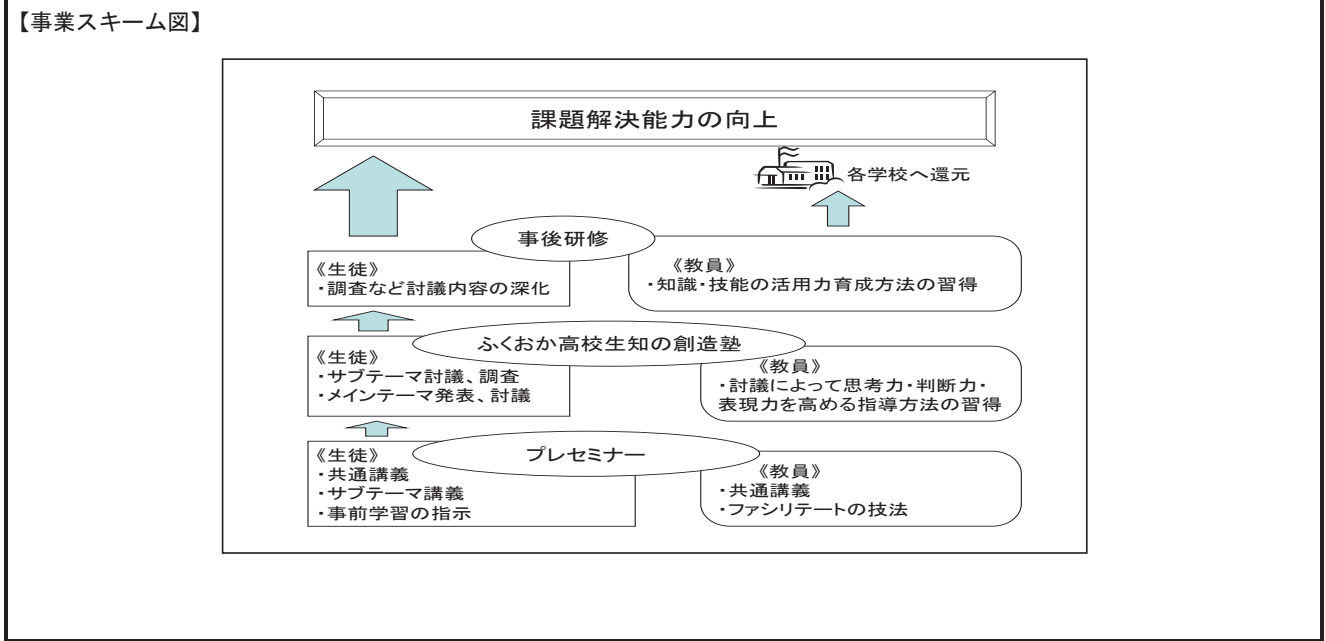 【事業スキーム図】
課題解決能力の向上
各学校へ還元
事後研修
《生徒》
・調査など討議内容の深化
《教員》
・知識・技能の活用力育成方法の習得
ふくおか高校生知の創造塾
《生徒》
・サブテーマ討議、調査
・メインテーマ発表、討議
《教員》
・討議によって思考力・判断力・
表現力を高める指導方法の習得
プレセミナー
《生徒》
・共通講義
・サブテーマ講義
・事前学習の指示
《教員》
・共通講義
・ファシリテートの技法